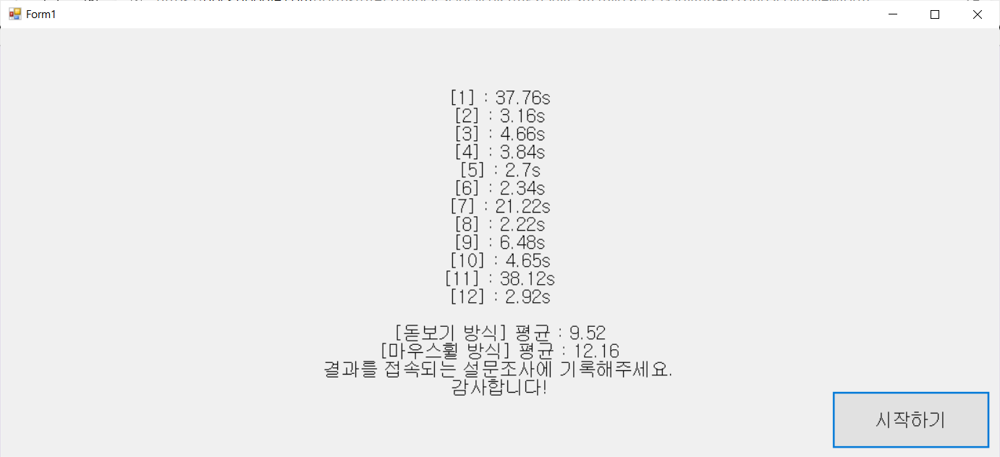 Form1
[1] : 37.76s
[2] : 3.16s
[3] : 4.66s
[4] : 3.84s
[5] : 2.7s
[6] : 2.34s
[7] : 21.22s
[8] : 2.22s
[9] : 6.48s
[10] : 4.65s
[11] : 38.12s
[12] : 2.92s
[돋보기 방식] 평균 : 9.52
[마우스휠 방식] 평균 : 12.16
결과를 접속되는 설문조사에 기록해주세요.
감사합니다!
시작하기